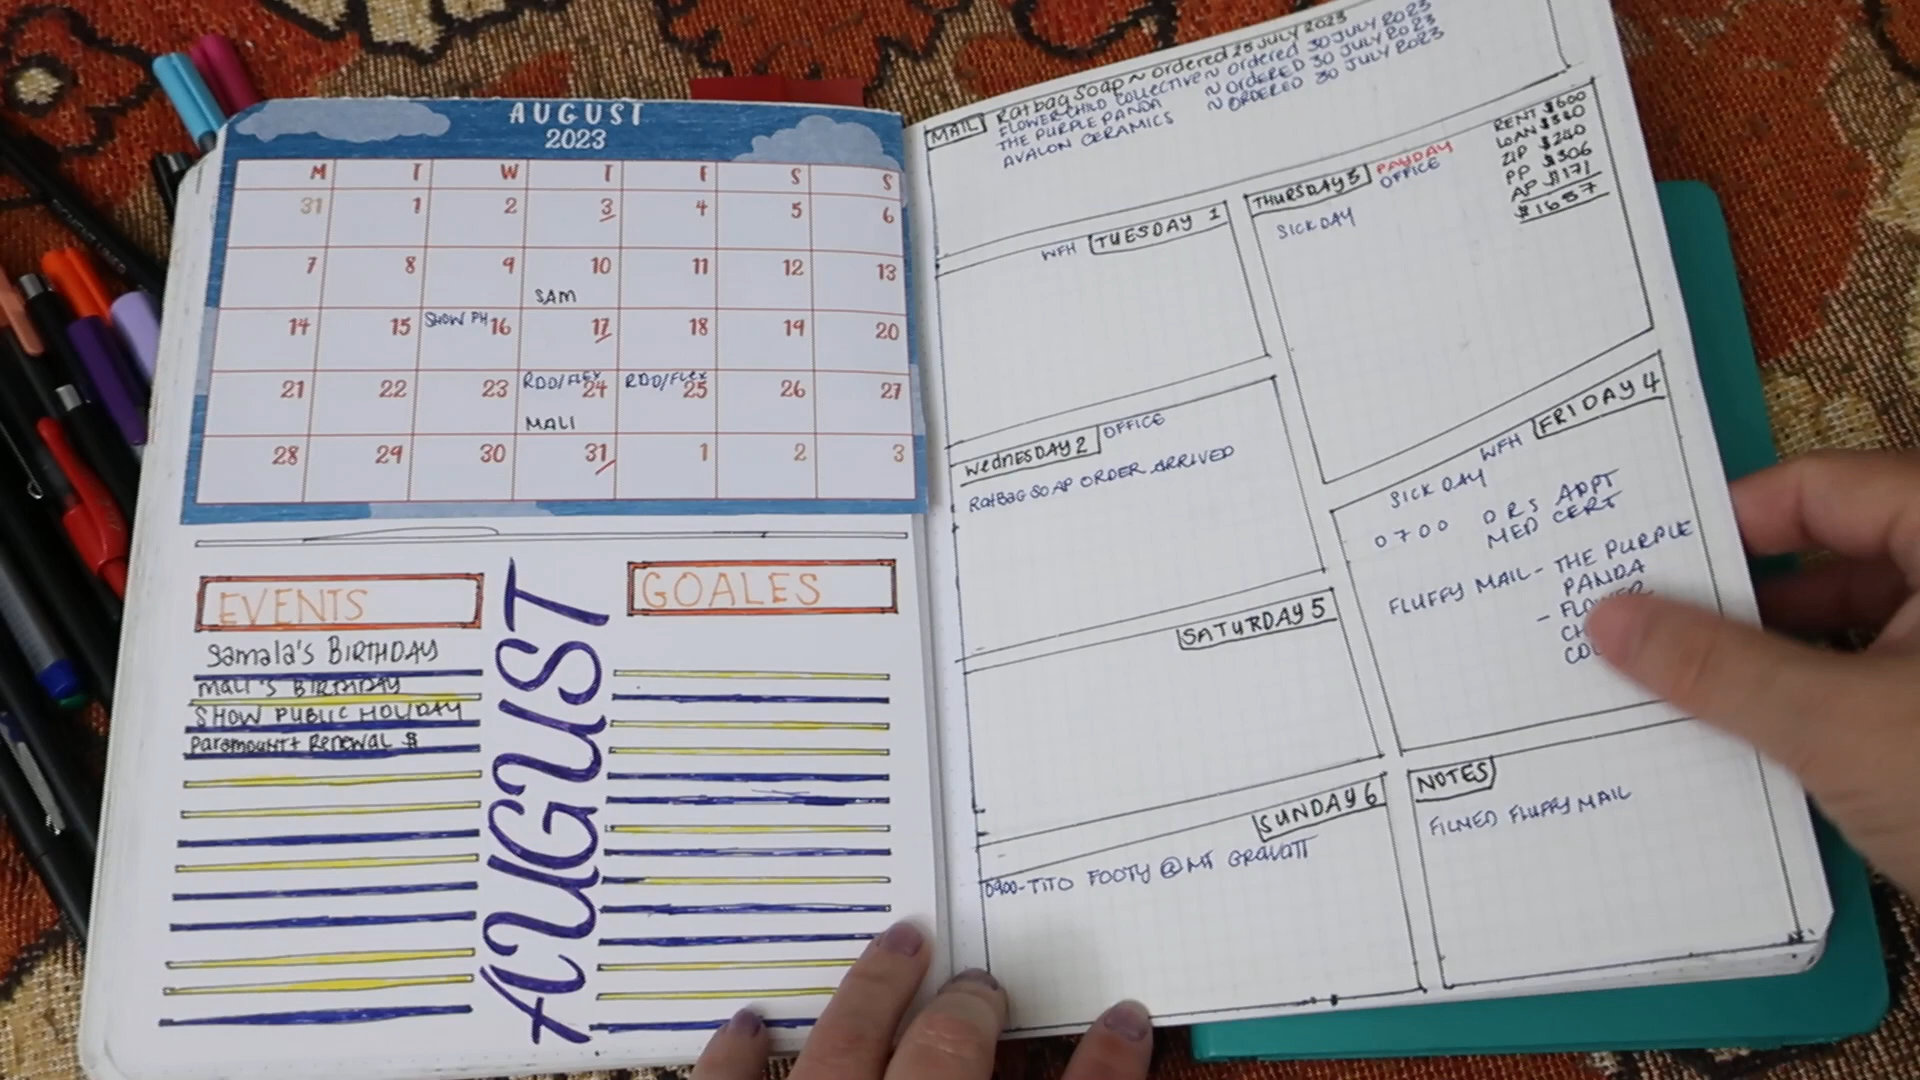 AUGUST
2023
M T W T F S S
31 1 2 3 4 5 6
7 8 9 10 11 12 13
SAM
14 15 SHOW PH 16 17 18 19 20
21 22 23 RDO/FLEX 24 RDO/FLEX 25 26 27
MALI
28 29 30 31 1 2 3
EVENTS
Samala's BIRTHDAY
MALI'S BIRTHDAY
SHOW PUBLIC HOLIDAY
Paramount+ Renewal $
AUGUST
GOALES
MAIL Ratbag Soap ~ ordered 25 JULY 2023
FLOWER CHILD COLLECTIVE ~ ordered 30 JULY 2023
THE PURPLE PANDA ~ ORDERED 30 JULY 2023
AVALON CERAMICS ~ ORDERED 30 JULY 2023
WFH TUESDAY 1
WEdnESDAY 2 OFFICE
RatBag SOAP ORDER ARRIVED
THURSDAY 3 PAYDAY
OFFICE
SICK DAY
RENT $600
LOAN
ZIP $240
PP $306
AP $171
FRIDAY 4
WFH
SICK DAY
0700 DRS APPT
MED CERT
FLUFFY MAIL - THE PURPLE
PANDA
- FLOWER
SATURDAY 5
SUNDAY 6
0900-TITO FOOTY @ MT GRAVATT
NOTES
FILMED FLUFFY MAIL